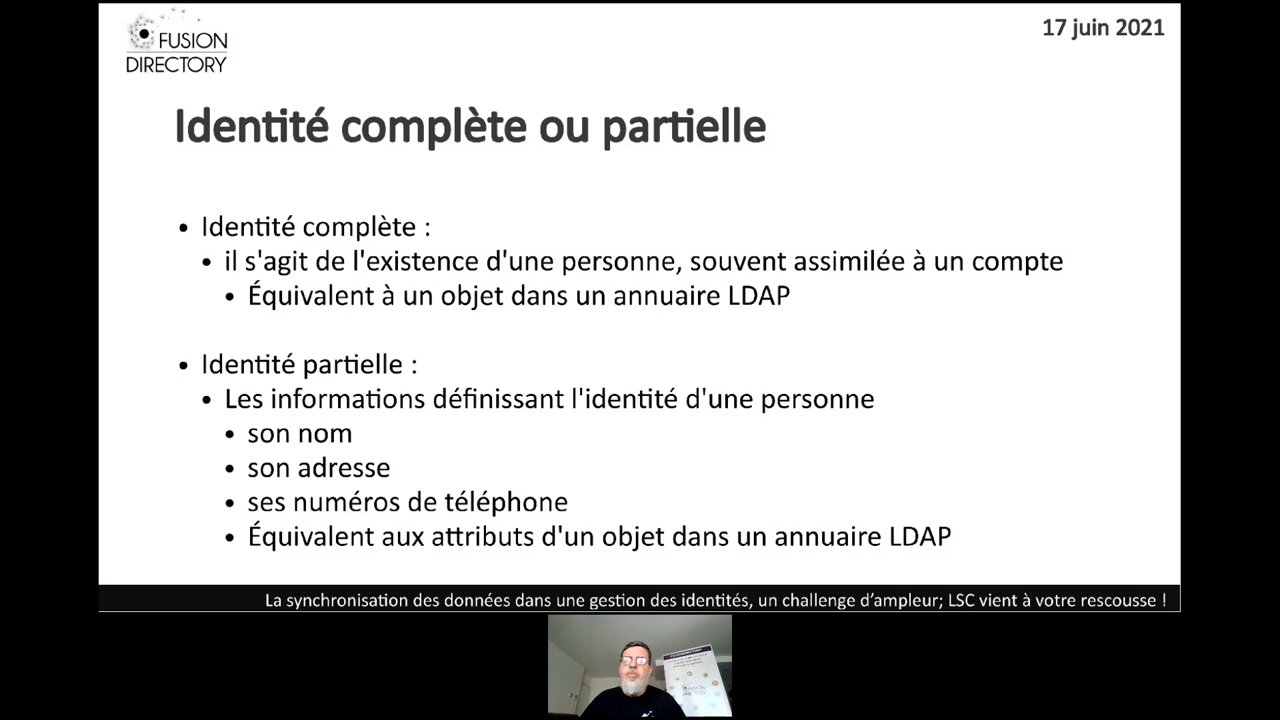 FUSION
DIRECTORY
17 juin 2021
Identité complète ou partielle
• Identité complète :
• il s'agit de l'existence d'une personne, souvent assimilée à un compte
• Équivalent à un objet dans un annuaire LDAP
• Identité partielle :
• Les informations définissant l'identité d'une personne
• son nom
• son adresse
• ses numéros de téléphone
• Équivalent aux attributs d'un objet dans un annuaire LDAP
La synchronisation des données dans une gestion des identités, un challenge d’ampleur; LSC vient à votre rescousse !
FUSION
DIRECTORY